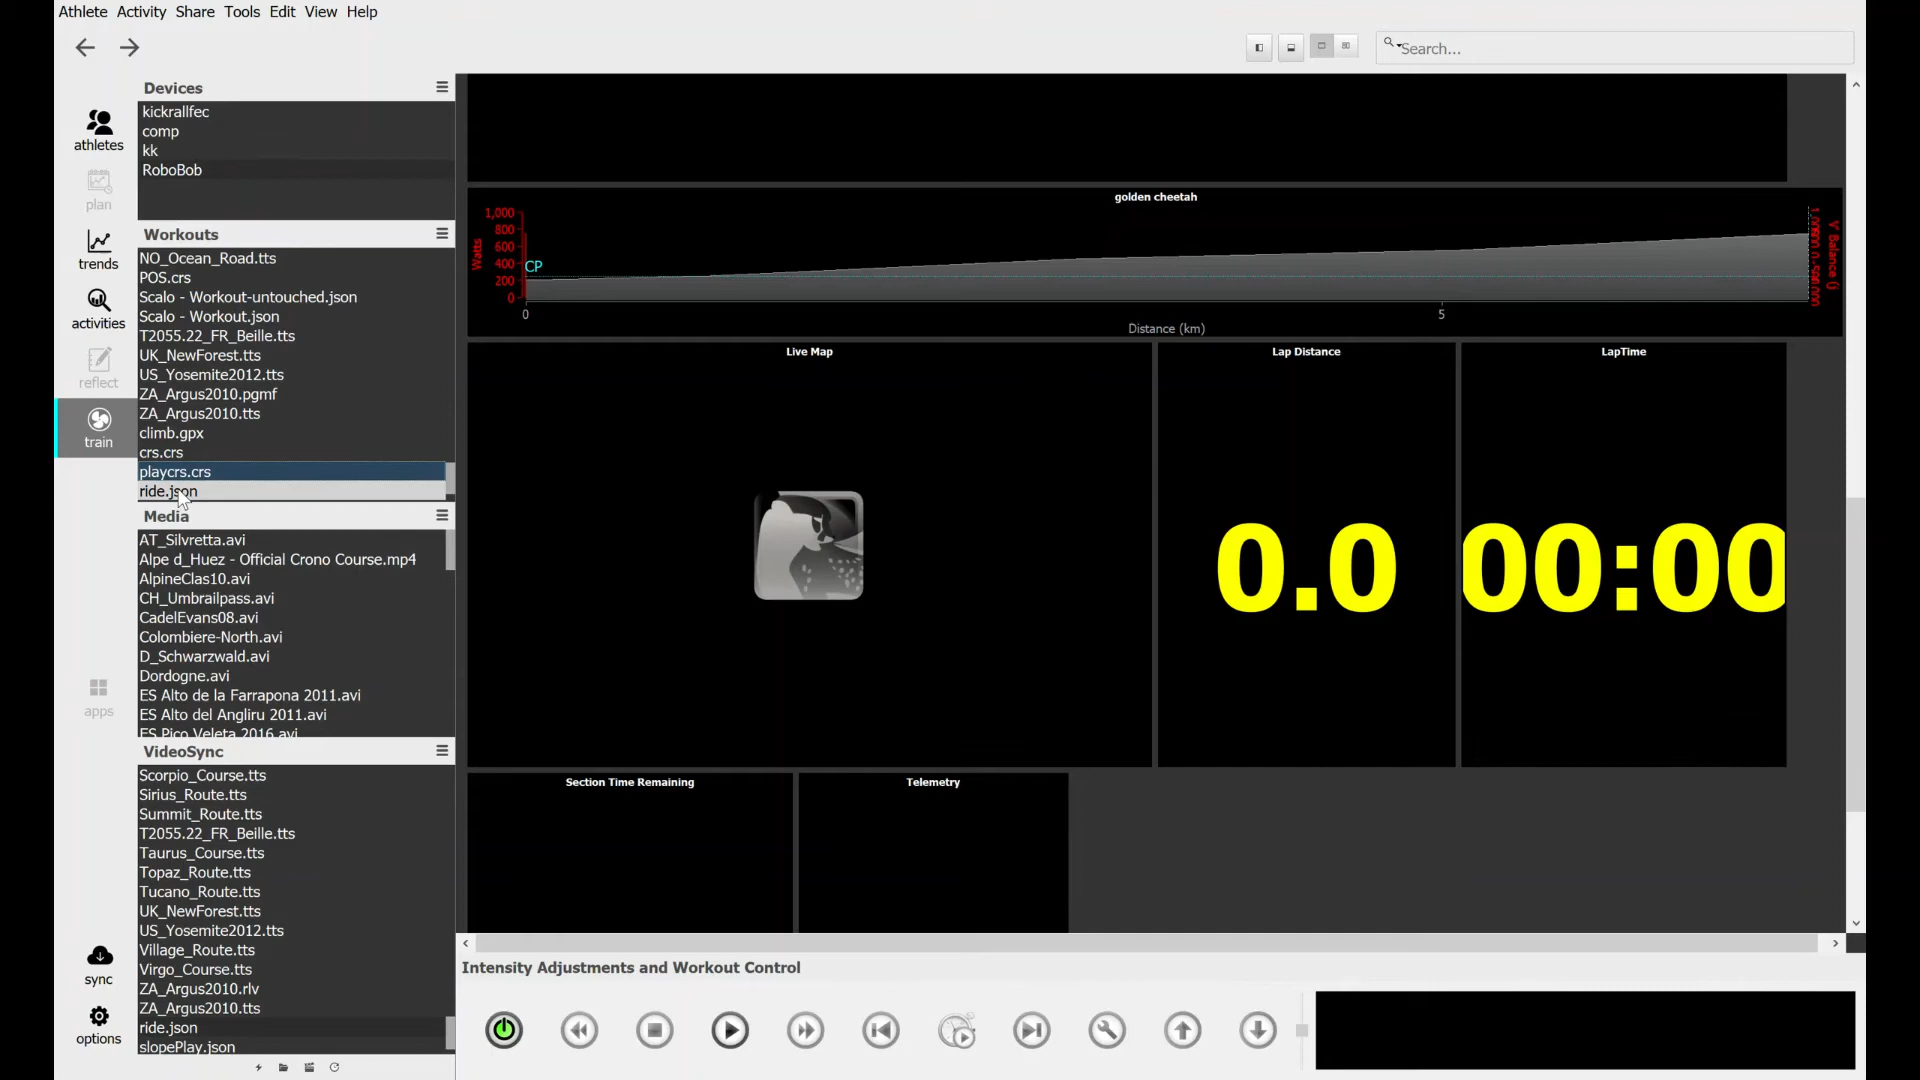 Athlete Activity Share Tools Edit View Help
Search...
Devices
kickrallfec
comp
kk
RoboBob
athletes
plan
trends
activities
reflect
train
apps
sync
options
Workouts
NO_Ocean_Road.tts
POS.crs
Scalo - Workout-untouched.json
Scalo - Workout.json
T2055.22_FR_Beille.tts
UK_NewForest.tts
US_Yosemite2012.tts
ZA_Argus2010.pgmf
ZA_Argus2010.tts
climb.gpx
crs.crs
playcrs.crs
ride.json
Media
AT_Silvretta.avi
Alpe d_Huez - Official Crono Course.mp4
AlpineClas10.avi
CH_Umbrailpass.avi
CadelEvans08.avi
Colombiere-North.avi
D_Schwarzwald.avi
Dordogne.avi
ES Alto de la Farrapona 2011.avi
ES Alto del Angliru 2011.avi
ES Pico Veleta 2016.avi
VideoSync
Scorpio_Course.tts
Sirius_Route.tts
Summit_Route.tts
T2055.22_FR_Beille.tts
Taurus_Course.tts
Topaz_Route.tts
Tucano_Route.tts
UK_NewForest.tts
US_Yosemite2012.tts
Village_Route.tts
Virgo_Course.tts
ZA_Argus2010.rlv
ZA_Argus2010.tts
ride.json
slopePlay.json
golden cheetah
Watts
1,000
800
600
400
200
0
CP
0
5
Distance (km)
W' Balance (j)
Live Map
Lap Distance
0.0
LapTime
00:00
Section Time Remaining
Telemetry
Intensity Adjustments and Workout Control